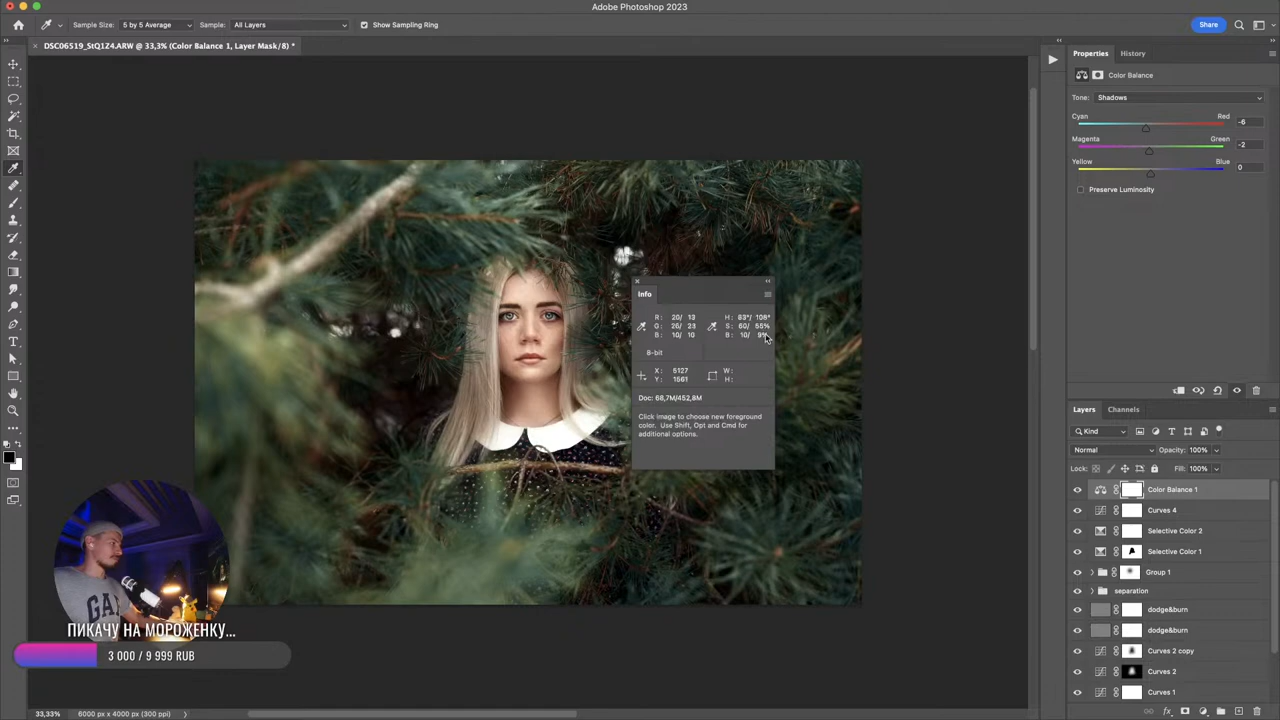 Adobe Photoshop 2023
Sample Size: 5 by 5 Average
Sample: All Layers
Show Sampling Ring
Share
DSC06519_StQ1Z4.ARW @ 33,3% (Color Balance 1, Layer Mask/8) *
Properties
History
Color Balance
Tone: Shadows
Cyan
Red
-6
Magenta
Green
-2
Yellow
Blue
0
Preserve Luminosity
Info
R: 20/ 13
G: 26/ 23
B: 10/ 10
H: 83°/ 108°
S: 60/ 55%
B: 10/ 9%
8-bit
X: 5127
Y: 1561
W:
H:
Doc: 68,7M/452,8M
Click image to choose new foreground
color. Use Shift, Opt and Cmd for
additional options.
Layers
Channels
Kind
Normal
Opacity: 100%
Lock:
Fill: 100%
Color Balance 1
Curves 4
Selective Color 2
Selective Color 1
Group 1
separation
dodge&burn
dodge&burn
Curves 2 copy
Curves 2
Curves 1
GAP
ПИКАЧУ НА МОРОЖЕНКУ...
3 000 / 9 999 RUB
33,33%
6000 px x 4000 px (300 ppi)